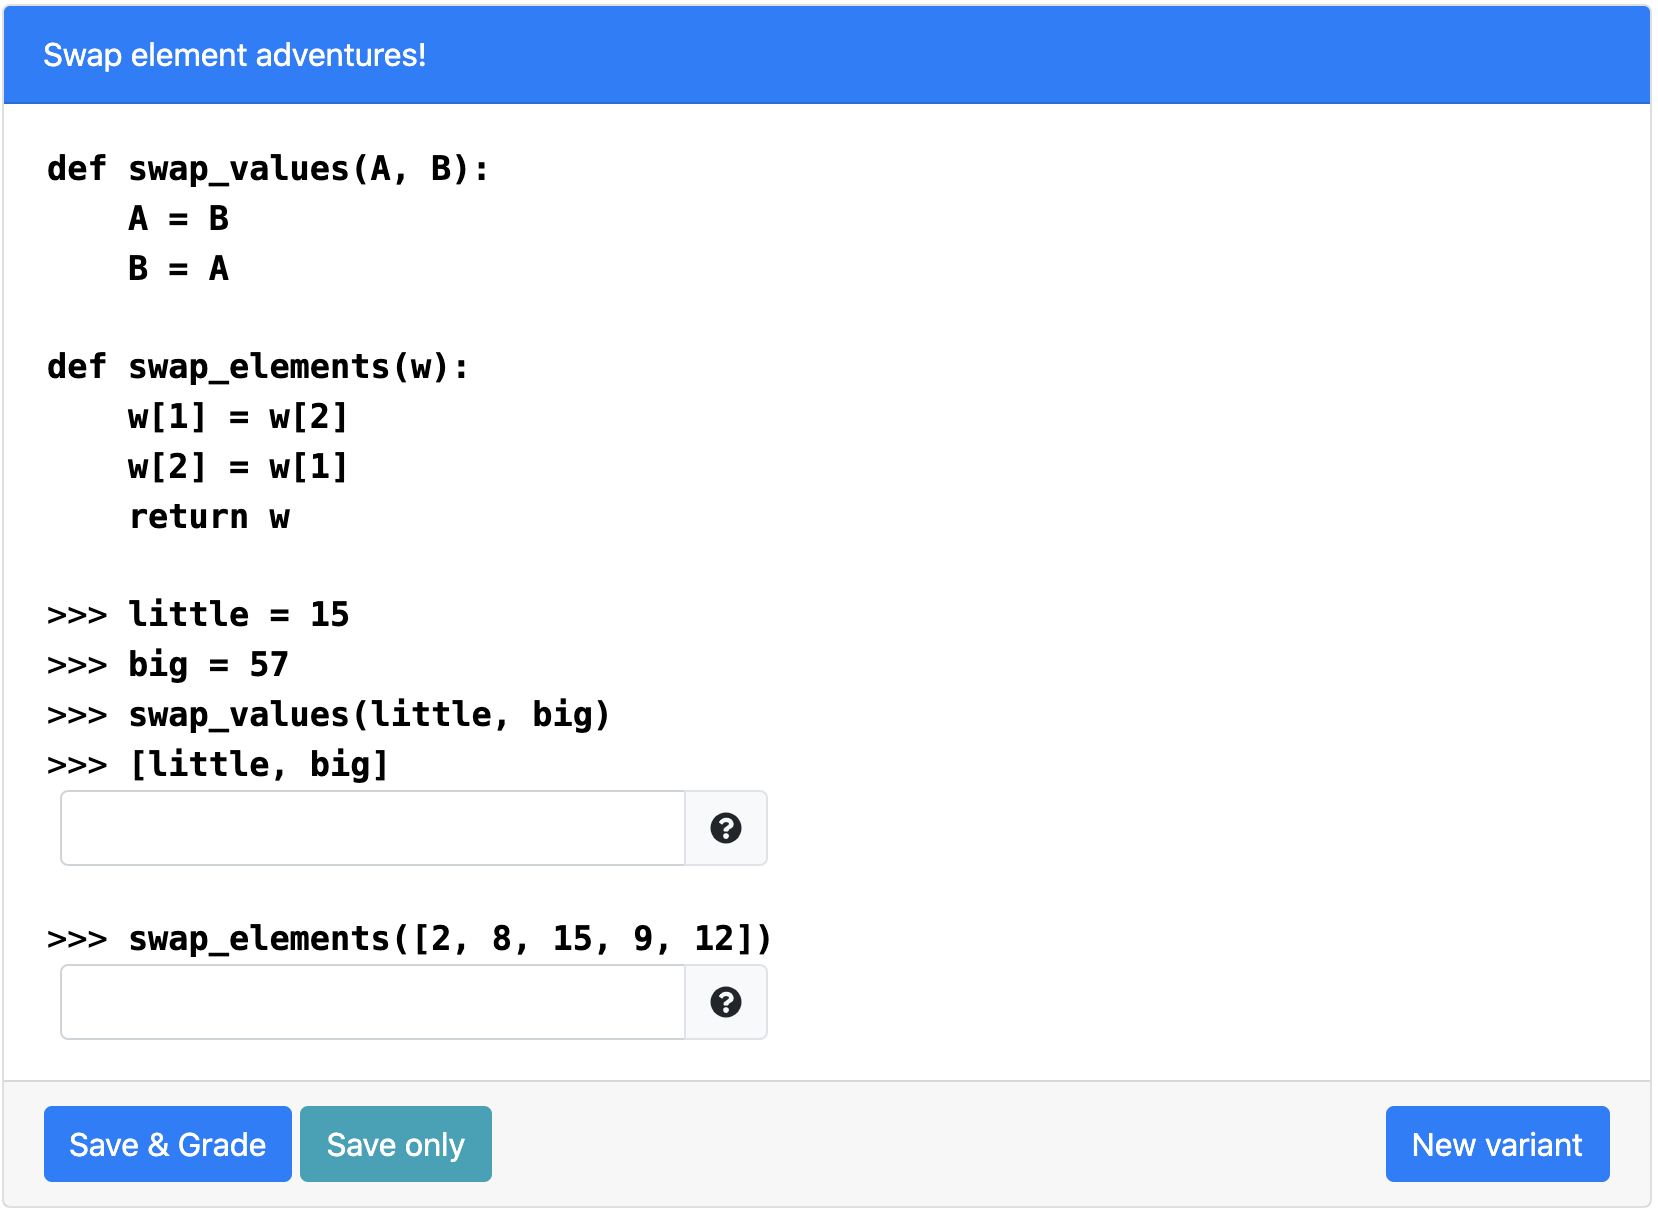 Swap element adventures!
def swap_values(A, B):
    A = B
    B = A
def swap_elements(w):
    w[1] = w[2]
    w[2] = w[1]
    return w
>>> little = 15
>>> big = 57
>>> swap_values(little, big)
>>> [little, big]
?
>>> swap_elements([2, 8, 15, 9, 12])
?
Save & Grade Save only New variant